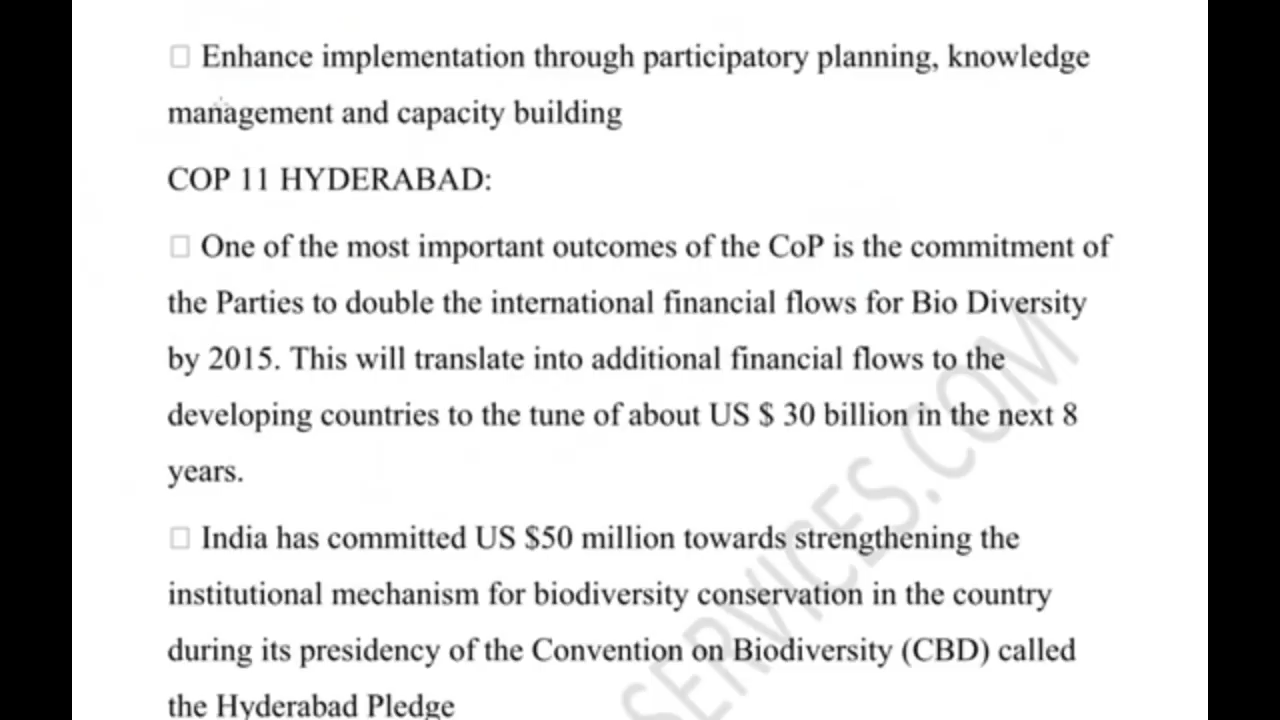 □ Enhance implementation through participatory planning, knowledge
management and capacity building
COP 11 HYDERABAD:
□ One of the most important outcomes of the CoP is the commitment of
the Parties to double the international financial flows for Bio Diversity
by 2015. This will translate into additional financial flows to the
developing countries to the tune of about US $ 30 billion in the next 8
years.
□ India has committed US $50 million towards strengthening the
institutional mechanism for biodiversity conservation in the country
during its presidency of the Convention on Biodiversity (CBD) called
the Hyderabad Pledge
SERVICES.COM